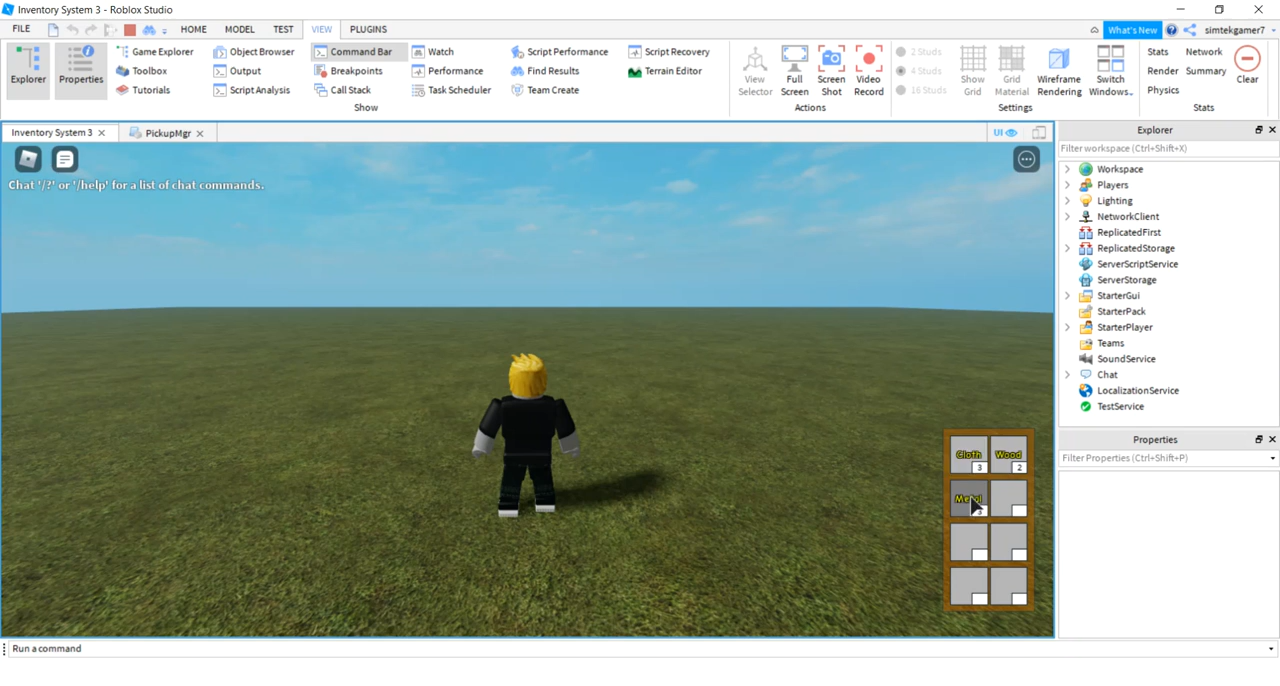 Inventory System 3 - Roblox Studio
FILE HOME MODEL TEST VIEW PLUGINS What's New simtekgamer7
Explorer
Properties
Game Explorer
Toolbox
Tutorials
Object Browser
Output
Script Analysis
Command Bar
Breakpoints
Call Stack
Watch
Performance
Task Scheduler
Script Performance
Find Results
Team Create
Script Recovery
Terrain Editor
Show
View Selector
Full Screen
Screen Shot
Video Record
Actions
2 Studs
4 Studs
16 Studs
Show Grid
Grid Material
Wireframe Rendering
Switch Windows
Settings
Stats
Render
Physics
Network
Summary
Clear
Stats
Inventory System 3 PickupMgr UI
Chat '/?' or '/help' for a list of chat commands.
Cloth Wood
3 2
Metal
3
Explorer
Filter workspace (Ctrl+Shift+X)
Workspace
Players
Lighting
NetworkClient
ReplicatedFirst
ReplicatedStorage
ServerScriptService
ServerStorage
StarterGui
StarterPack
StarterPlayer
Teams
SoundService
Chat
LocalizationService
TestService
Properties
Filter Properties (Ctrl+Shift+P)
Run a command